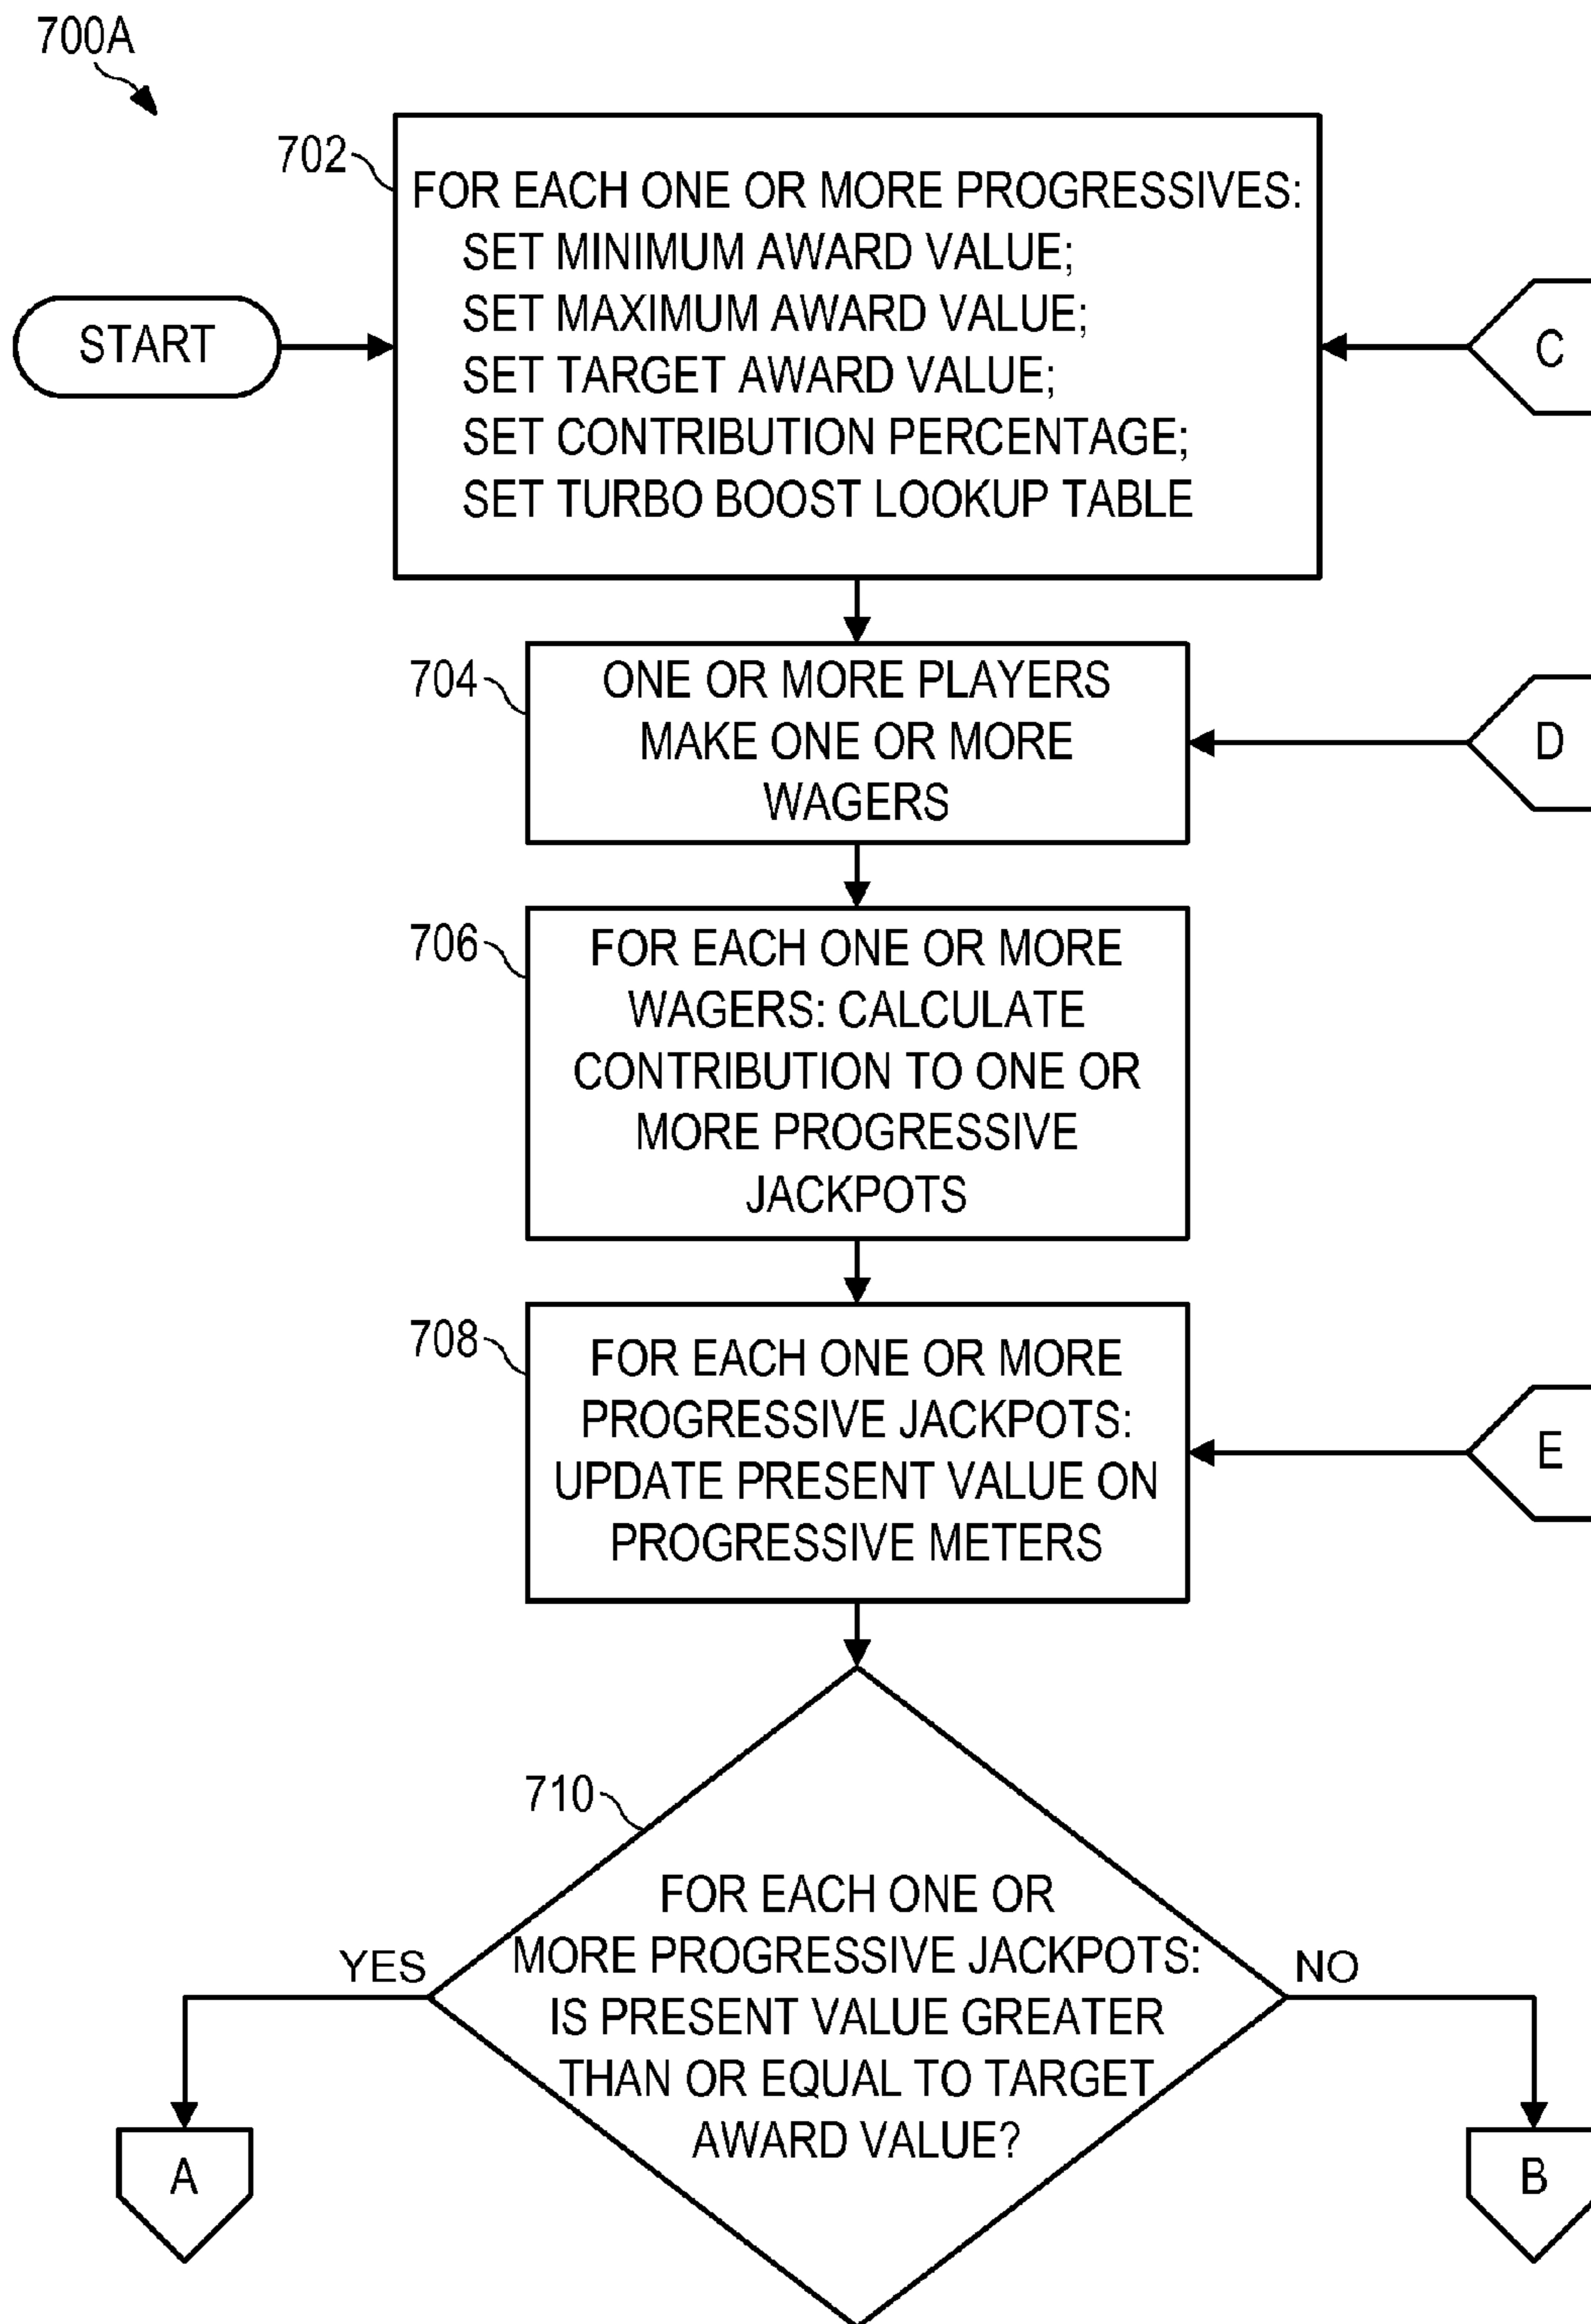 700A
702
FOR EACH ONE OR MORE PROGRESSIVES:
SET MINIMUM AWARD VALUE;
SET MAXIMUM AWARD VALUE;
SET TARGET AWARD VALUE;
SET CONTRIBUTION PERCENTAGE;
SET TURBO BOOST LOOKUP TABLE
START
C
704
ONE OR MORE PLAYERS
MAKE ONE OR MORE
WAGERS
D
706
FOR EACH ONE OR MORE
WAGERS: CALCULATE
CONTRIBUTION TO ONE OR
MORE PROGRESSIVE
JACKPOTS
708
FOR EACH ONE OR MORE
PROGRESSIVE JACKPOTS:
UPDATE PRESENT VALUE ON
PROGRESSIVE METERS
E
710
FOR EACH ONE OR
MORE PROGRESSIVE JACKPOTS:
IS PRESENT VALUE GREATER
THAN OR EQUAL TO TARGET
AWARD VALUE?
YES
NO
A
B